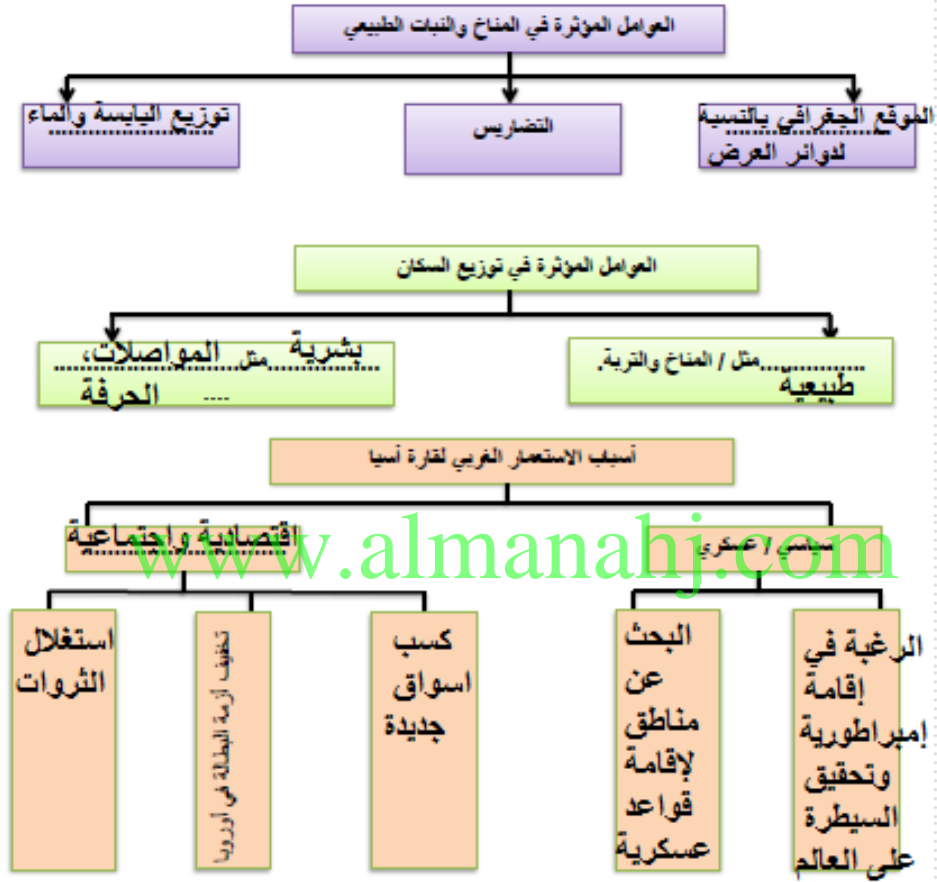 العوامل المؤثرة في المناخ والنبات الطبيعي
الموقع الجغرافي بالنسبة
لدوائر العرض
التضاريس
توزيع اليابسة والماء
العوامل المؤثرة في توزيع السكان
.................مثل / المناخ والتربة.
طبيعية
بشرية مثل المواصلات،
الحرفة ....
أسباب الاستعمار الغربي لقارة أسيا
سياسي / عسكري
اقتصادية واجتماعية
الرغبة في
إقامة
إمبراطورية
وتحقيق
السيطرة
على العالم
البحث
عن
مناطق
لإقامة
قواعد
عسكرية
كسب
اسواق
جديدة
تخفيف أزمة البطالة في أوروبا
استغلال
الثروات
www.almanahj.com